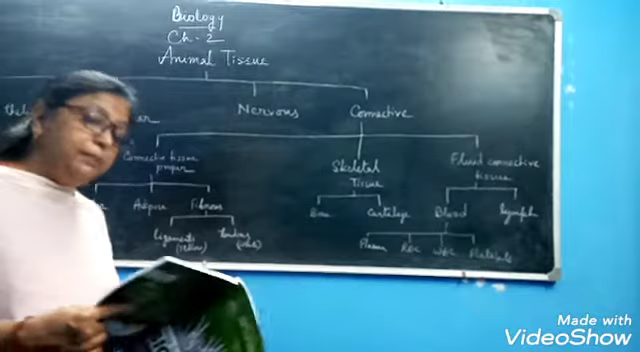 Biology
Ch-2
Animal Tissue
Nervous Connective
Connective tissue
proper
Skeletal
Tissue
Fluid connective
tissue
Adipose Fibrous
Bone Cartilage
Blood Lymph
Ligaments
(yellow)
Tendons
(white)
Plasma RBC WBC Platelets
Made with
VideoShow